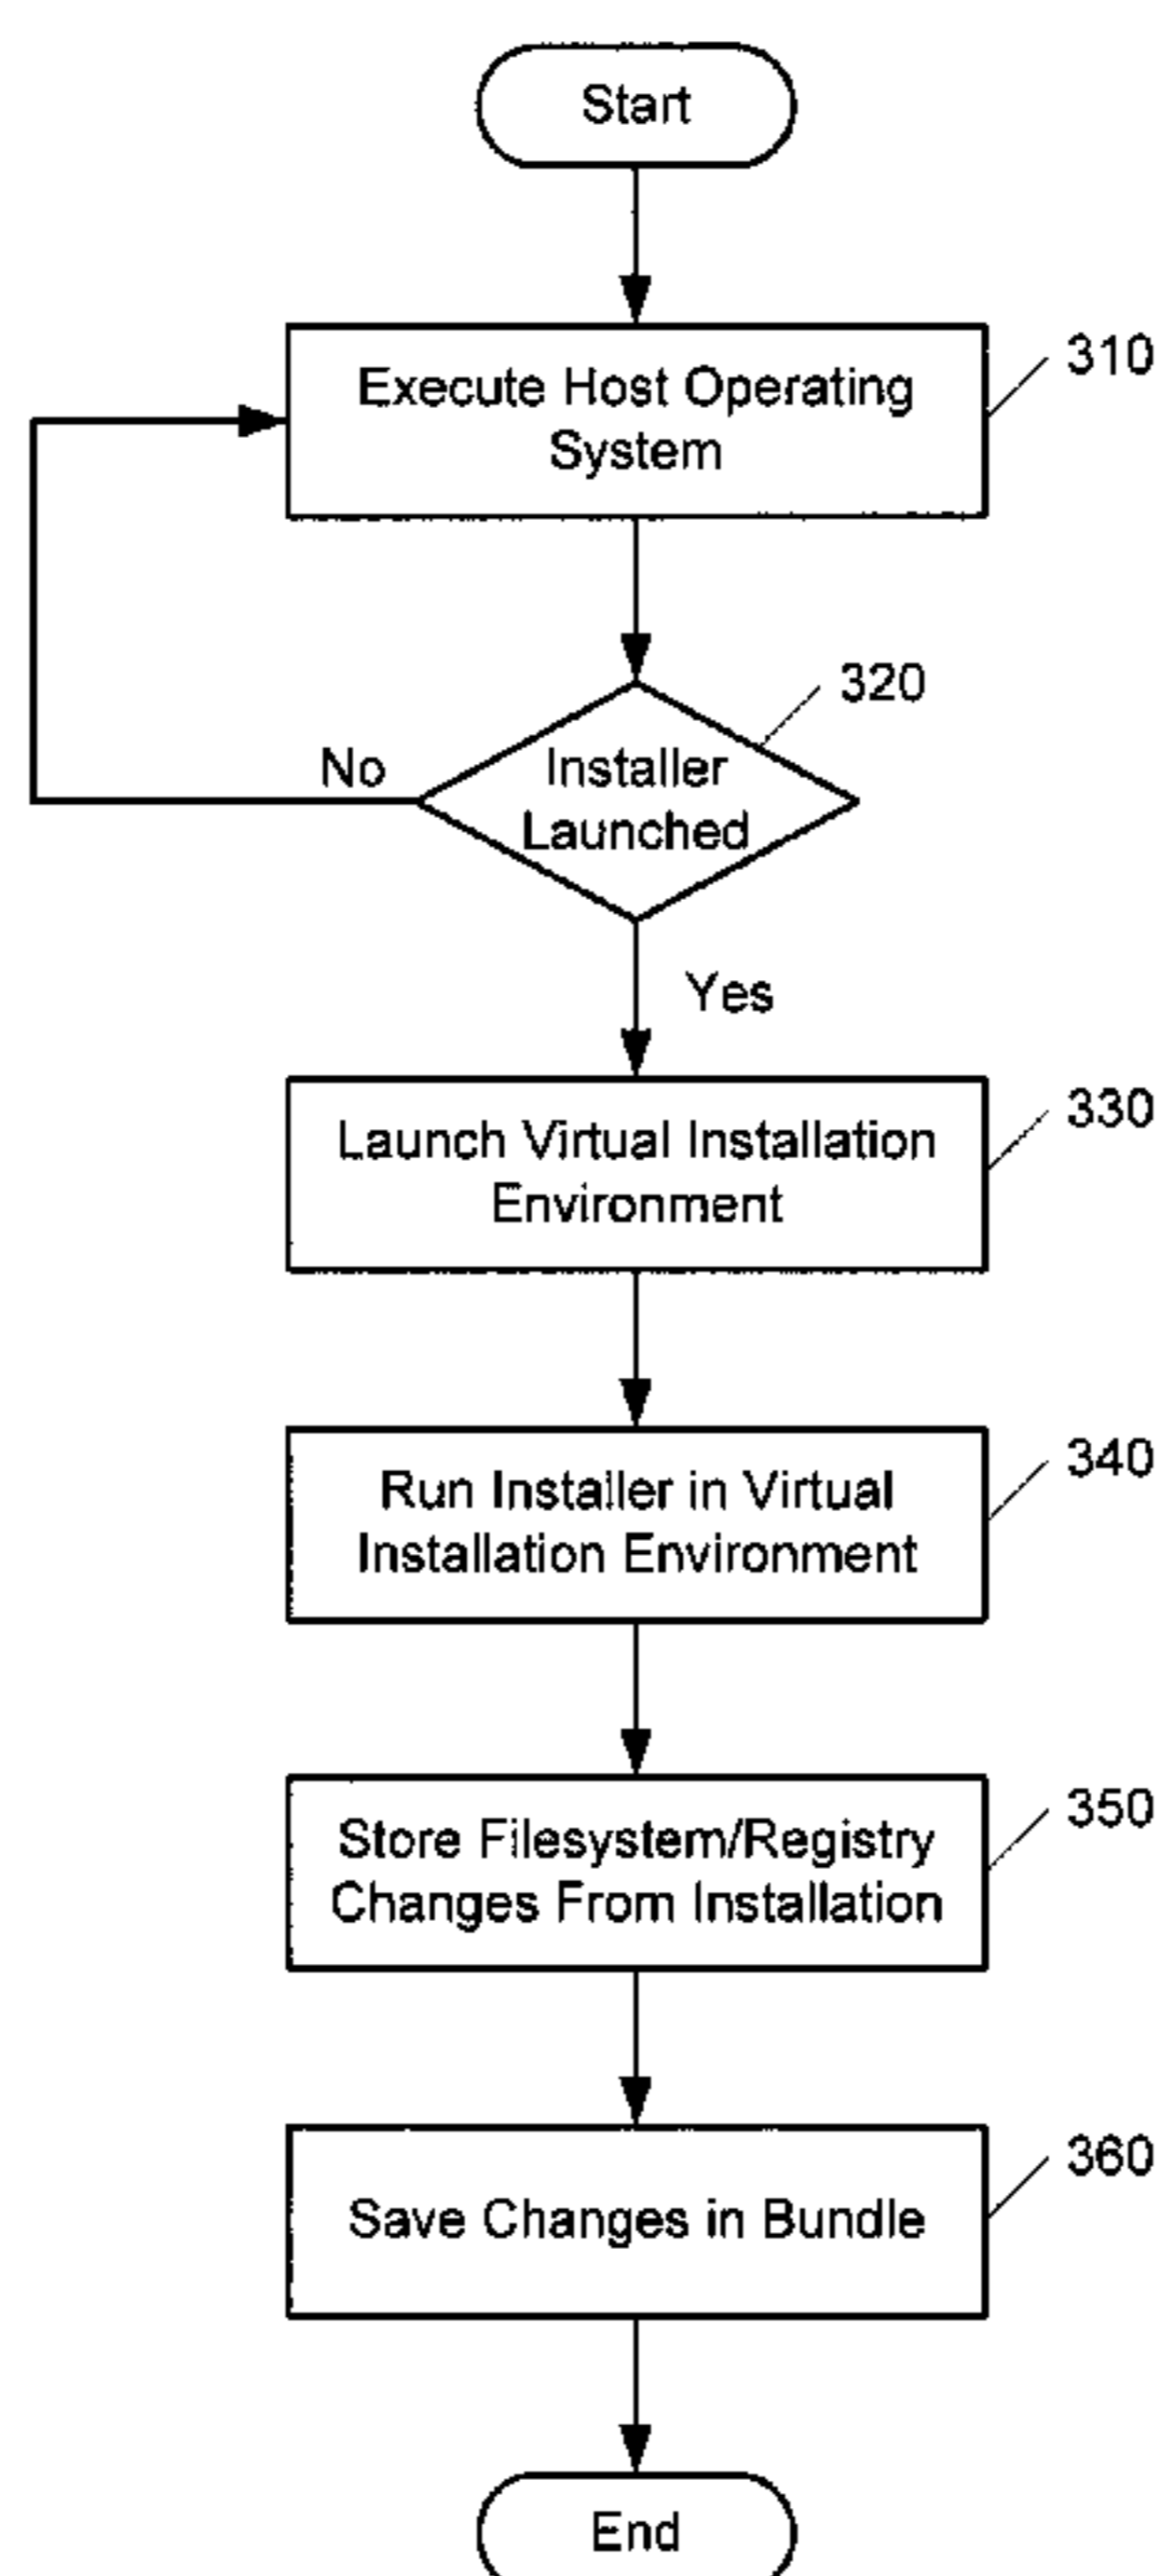 Start
Execute Host Operating
System
310
320
Installer
Launched
No
Yes
Launch Virtual Installation
Environment
330
Run Installer in Virtual
Installation Environment
340
Store Filesystem/Registry
Changes From Installation
350
Save Changes in Bundle
360
End